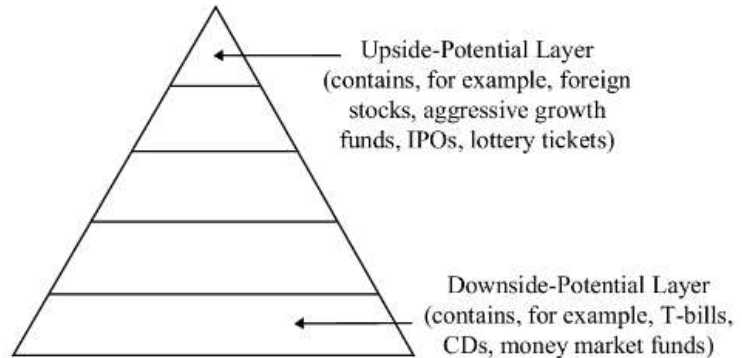 Upside-Potential Layer
(contains, for example, foreign
stocks, aggressive growth
funds, IPOs, lottery tickets)
Downside-Potential Layer
(contains, for example, T-bills,
CDs, money market funds)